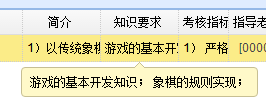 简介 知识要求 考核指标 指导老
1）以传统象棋 游戏的基本开发 1）严格 [0000
游戏的基本开发知识； 象棋的规则实现；